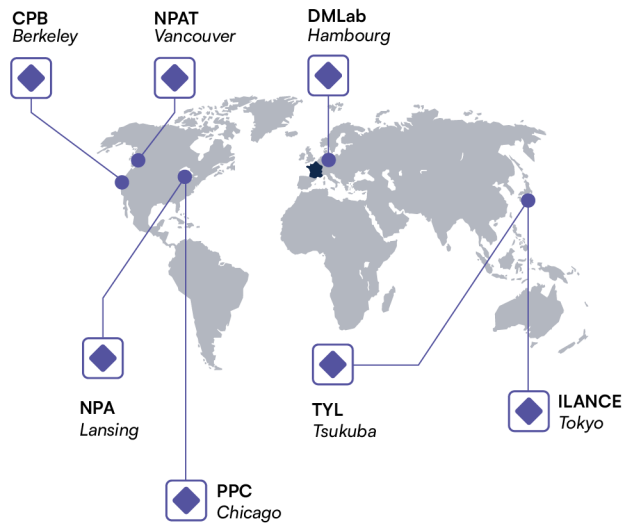 CPB
Berkeley
NPAT
Vancouver
DMLab
Hambourg
NPA
Lansing
TYL
Tsukuba
ILANCE
Tokyo
PPC
Chicago